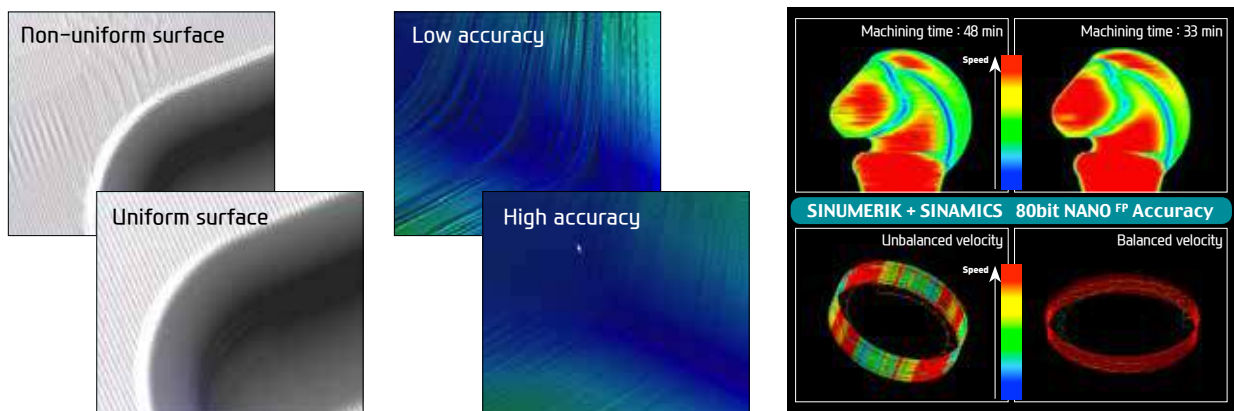 Non-uniform surface
Uniform surface
Low accuracy
High accuracy
Machining time : 48 min
Machining time : 33 min
Speed
SINUMERIK + SINAMICS 80bit NANO FP Accuracy
Unbalanced velocity
Balanced velocity
Speed